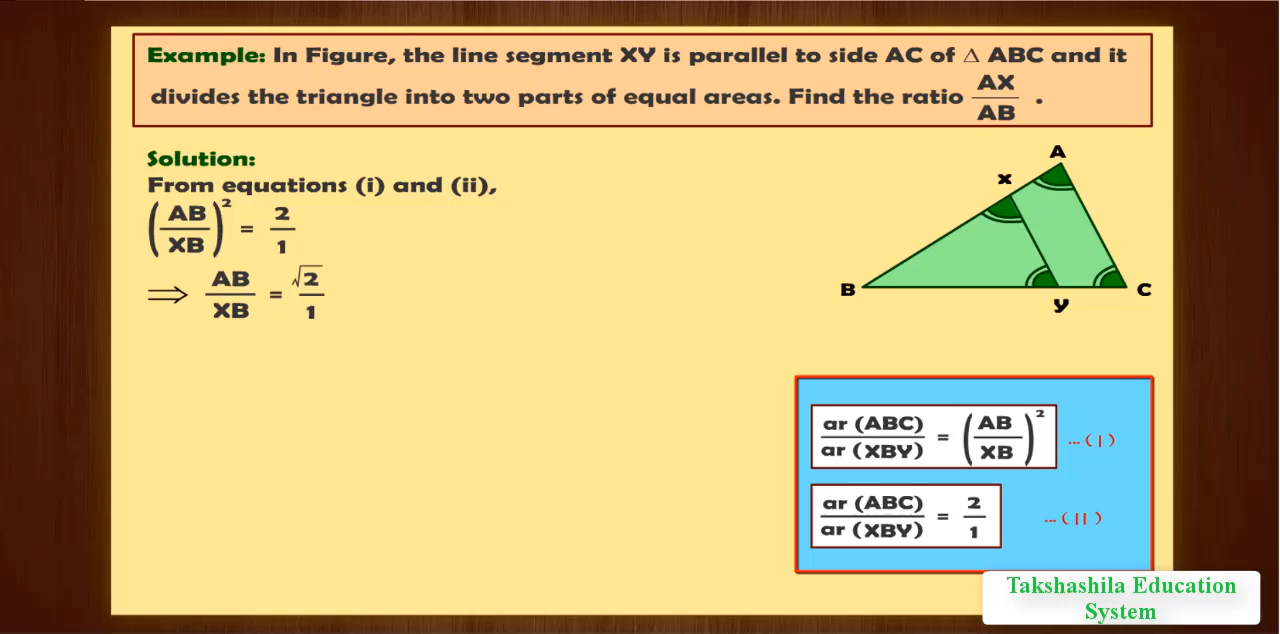 Example: In Figure, the line segment XY is parallel to side AC of Δ ABC and it
divides the triangle into two parts of equal areas. Find the ratio AX/AB .
Solution:
From equations (i) and (ii),
(AB/XB)² = 2/1
⟹ AB/XB = √2/1
A
x
B
C
y
ar (ABC)/ar (XBY) = (AB/XB)² ... ( I )
ar (ABC)/ar (XBY) = 2/1 ... ( II )
Takshashila Education
System